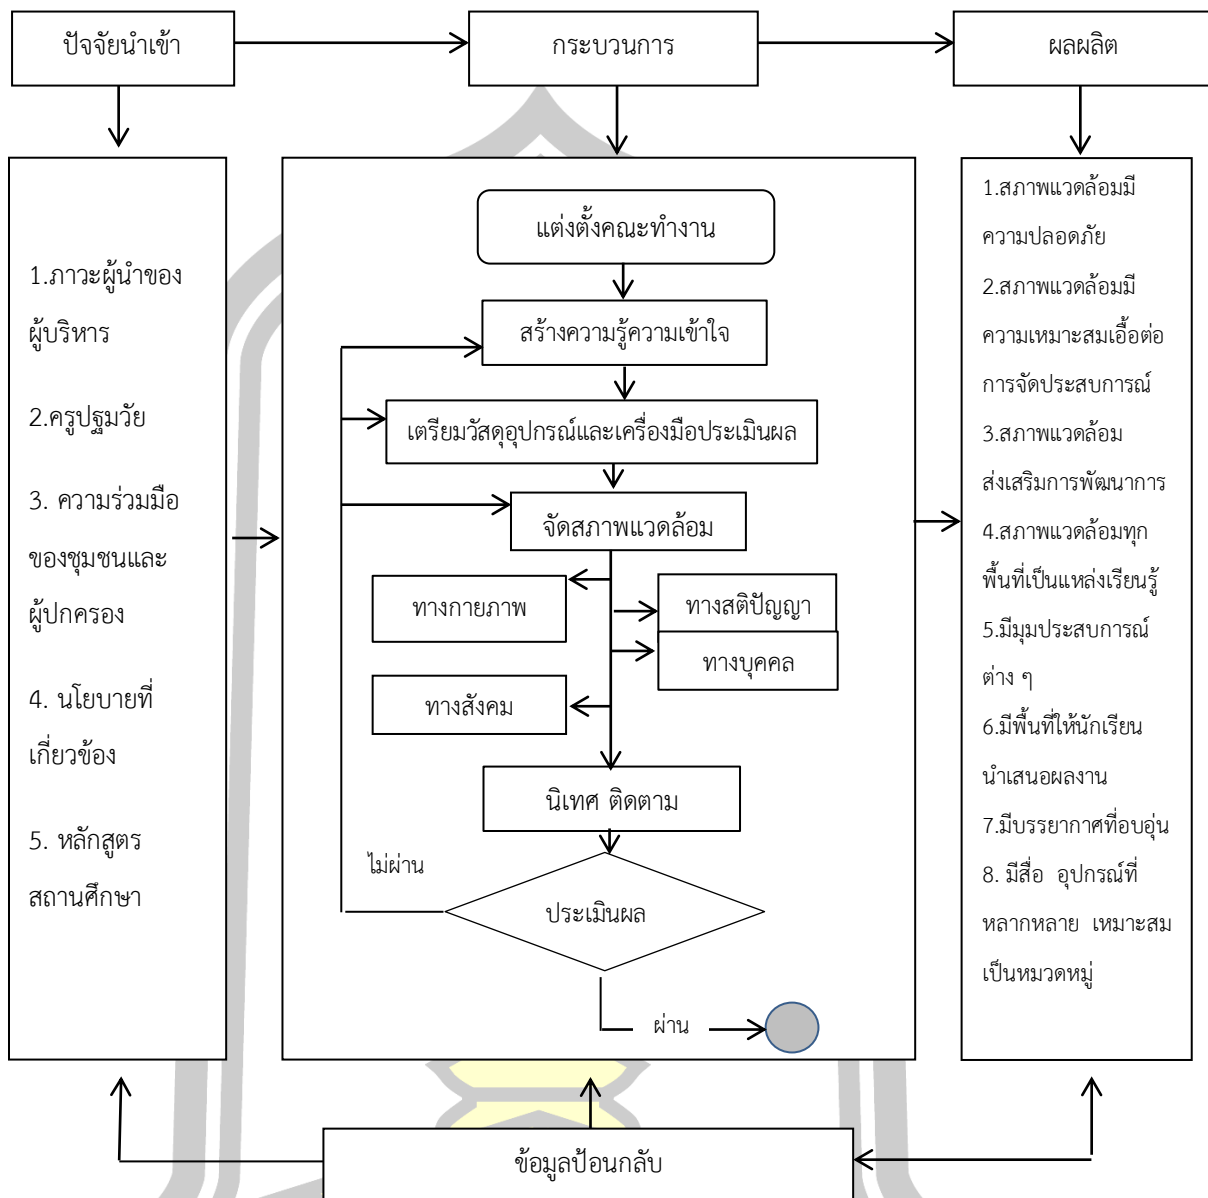 ปัจจัยนำเข้า
กระบวนการ
ผลผลิต
1.ภาวะผู้นำของ
ผู้บริหาร
2.ครูปฐมวัย
3. ความร่วมมือ
ของชุมชนและ
ผู้ปกครอง
4. นโยบายที่
เกี่ยวข้อง
5. หลักสูตร
สถานศึกษา
แต่งตั้งคณะทำงาน
สร้างความรู้ความเข้าใจ
เตรียมวัสดุอุปกรณ์และเครื่องมือประเมินผล
จัดสภาพแวดล้อม
ทางกายภาพ
ทางสติปัญญา
ทางบุคคล
ทางสังคม
นิเทศ ติดตาม
ไม่ผ่าน
ประเมินผล
ผ่าน
1.สภาพแวดล้อมมี
ความปลอดภัย
2.สภาพแวดล้อมมี
ความเหมาะสมเอื้อต่อ
การจัดประสบการณ์
3.สภาพแวดล้อม
ส่งเสริมการพัฒนาการ
4.สภาพแวดล้อมทุก
พื้นที่เป็นแหล่งเรียนรู้
5.มีมุมประสบการณ์
ต่าง ๆ
6.มีพื้นที่ให้นักเรียน
นำเสนอผลงาน
7.มีบรรยากาศที่อบอุ่น
8. มีสื่อ อุปกรณ์ที่
หลากหลาย เหมาะสม
เป็นหมวดหมู่
ข้อมูลป้อนกลับ